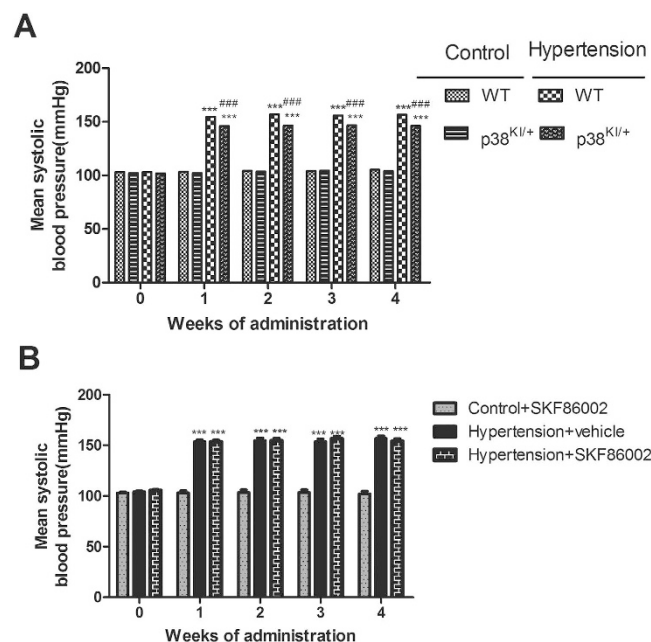 A
Control Hypertension
WT WT
p38KI/+ p38KI/+
Mean systolic
blood pressure(mmHg)
200
150
100
50
0
*** ### *** *** ### *** *** ### *** *** ### ***
0 1 2 3 4
Weeks of administration
B
Control+SKF86002
Hypertension+vehicle
Hypertension+SKF86002
Mean systolic
blood pressure(mmHg)
200
150
100
50
0
*** *** *** *** *** *** *** ***
0 1 2 3 4
Weeks of administration